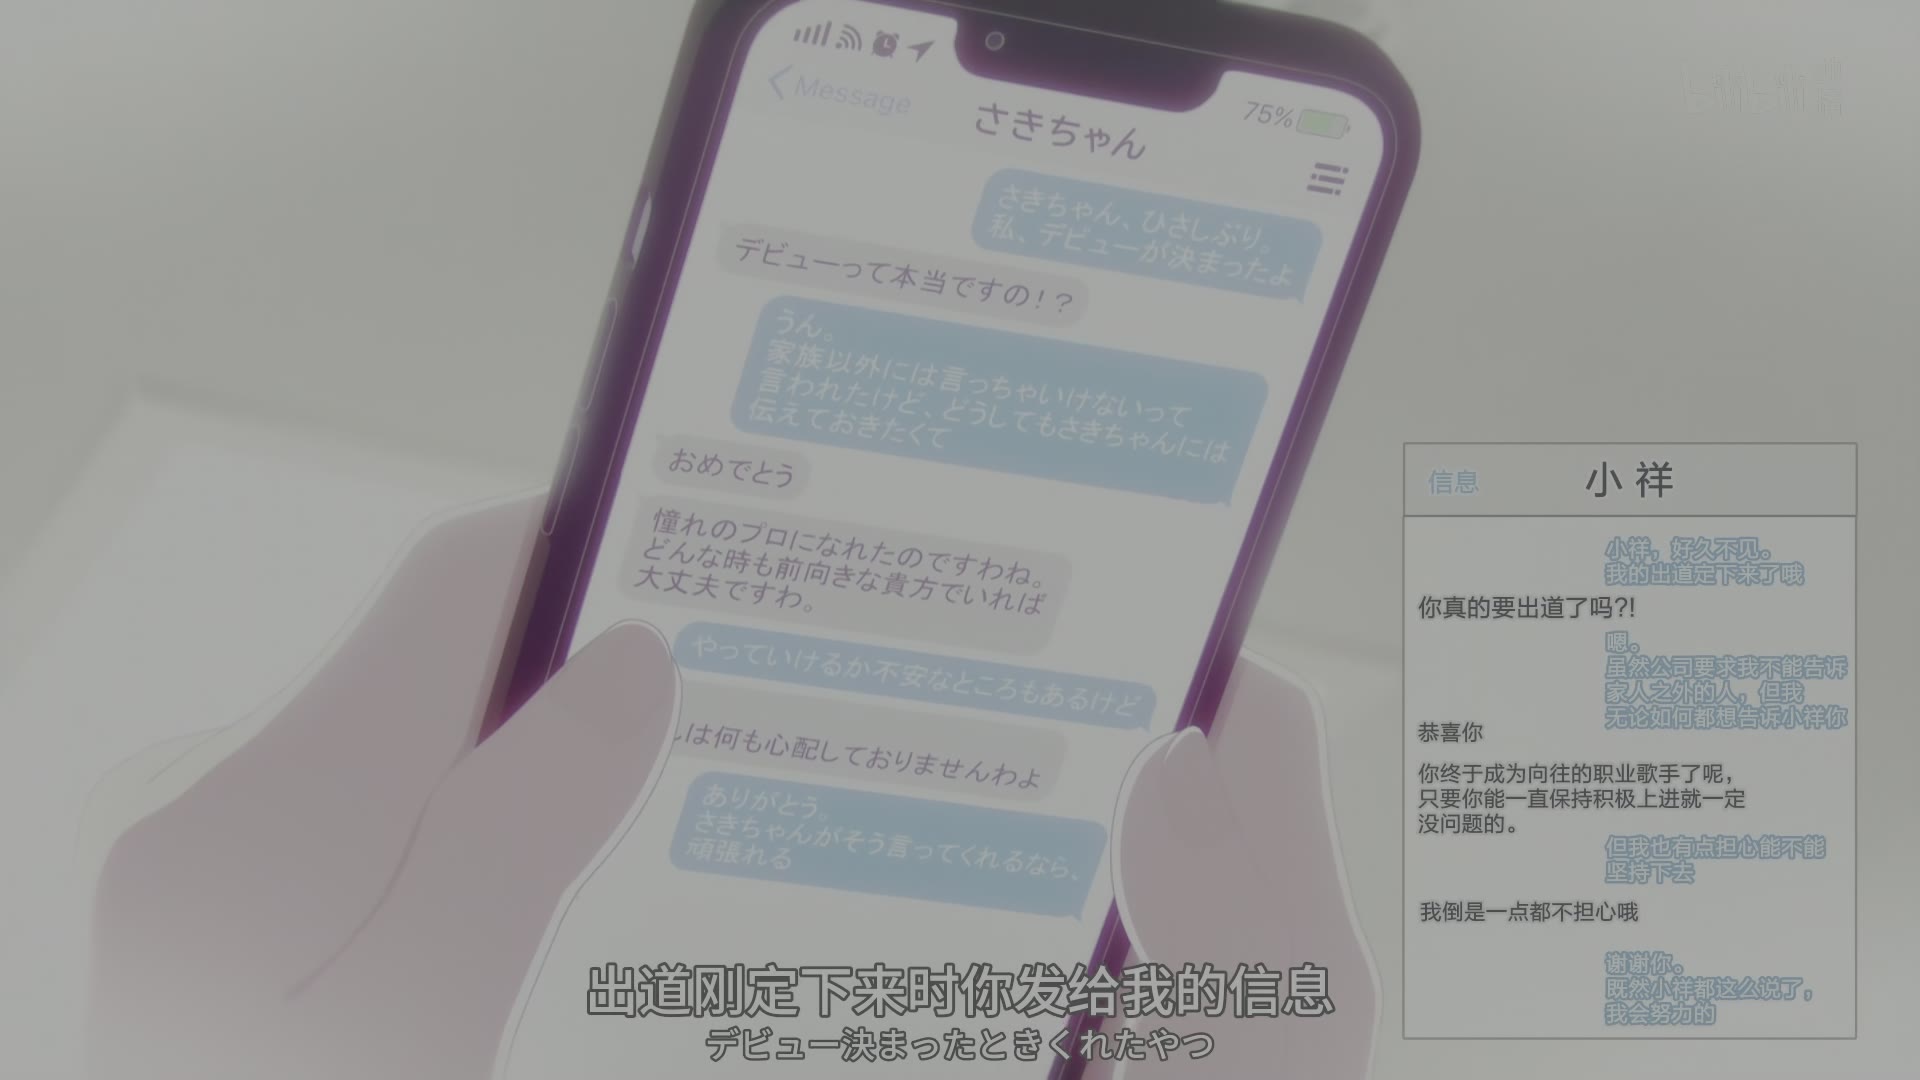 Message
75%
さきちゃん
さきちゃん、ひさしぶり。
私、デビューが決まったよ
デビューって本当ですの！？
うん。
家族以外には言っちゃいけないって
言われたけど、どうしてもさきちゃんには
伝えておきたくて
おめでとう
憧れのプロになれたのですわね。
どんな時も前向きな貴方でいれば
大丈夫ですわ。
やっていけるか不安なところもあるけど
は何も心配しておりませんわよ
ありがとう。
さきちゃんがそう言ってくれるなら、
頑張れる
信息
小祥
小祥，好久不见。
我的出道定下来了哦
你真的要出道了吗?!
嗯。
虽然公司要求我不能告诉
家人之外的人，但我
无论如何都想告诉小祥你
恭喜你
你终于成为向往的职业歌手了呢，
只要你能一直保持积极上进就一定
没问题的。
但我也有点担心能不能
坚持下去
我倒是一点都不担心哦
谢谢你。
既然小祥都这么说了，
我会努力的
出道刚定下来时你发给我的信息
デビュー決まったときくれたやつ